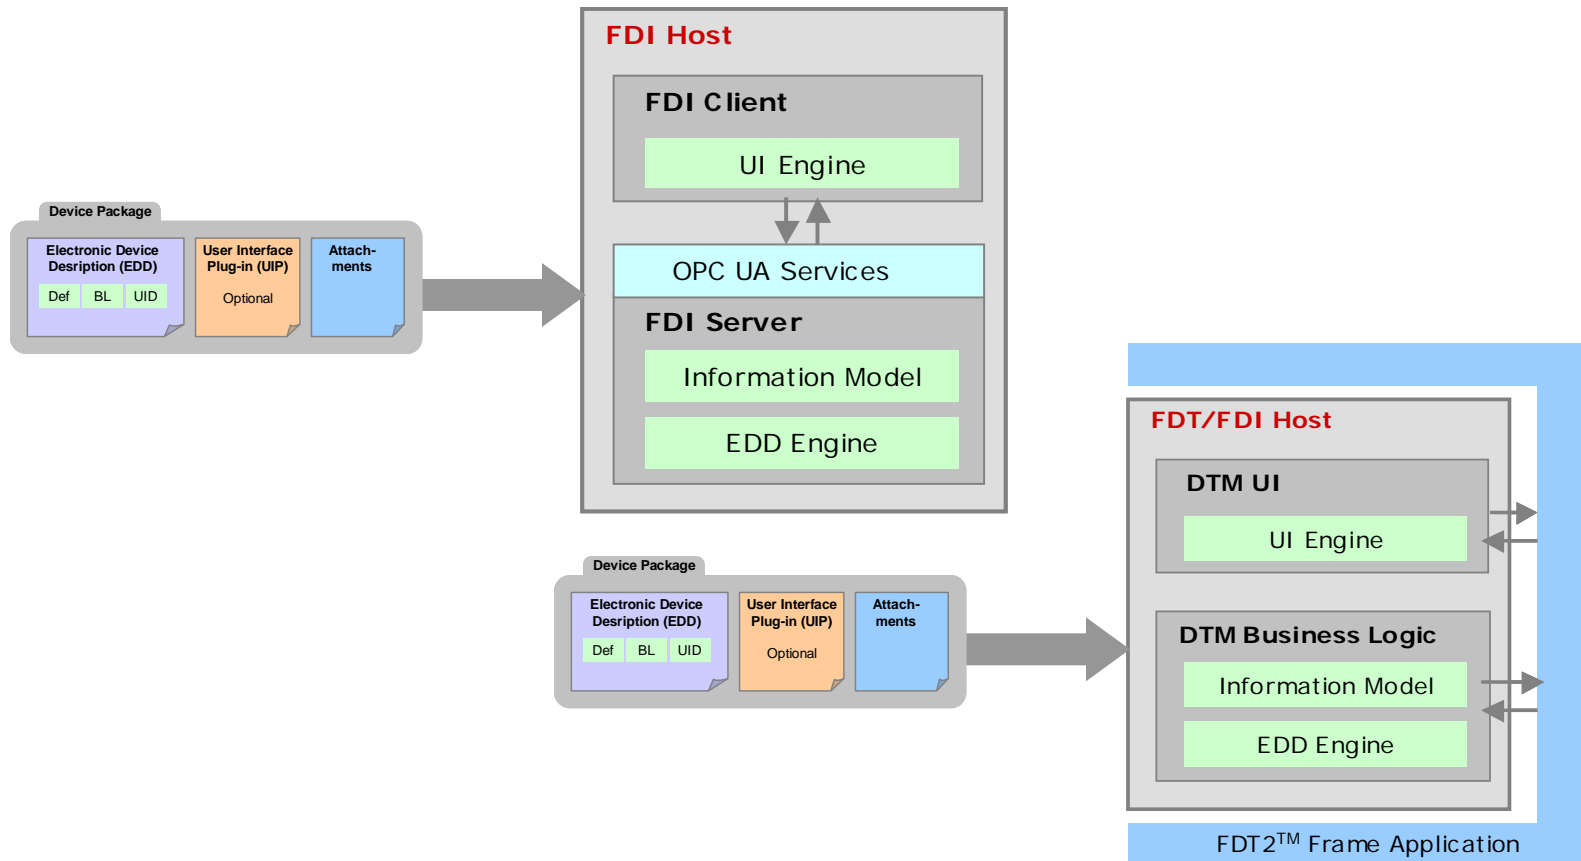 FDI Host
FDI Client
UI Engine
OPC UA Services
FDI Server
Information Model
EDD Engine
Device Package
Electronic Device
Desription (EDD)
Def
BL
UID
User Interface
Plug-in (UIP)
Optional
Attach-
ments
FDT/FDI Host
DTM UI
UI Engine
DTM Business Logic
Information Model
EDD Engine
FDT2™ Frame Application
Device Package
Electronic Device
Desription (EDD)
Def
BL
UID
User Interface
Plug-in (UIP)
Optional
Attach-
ments